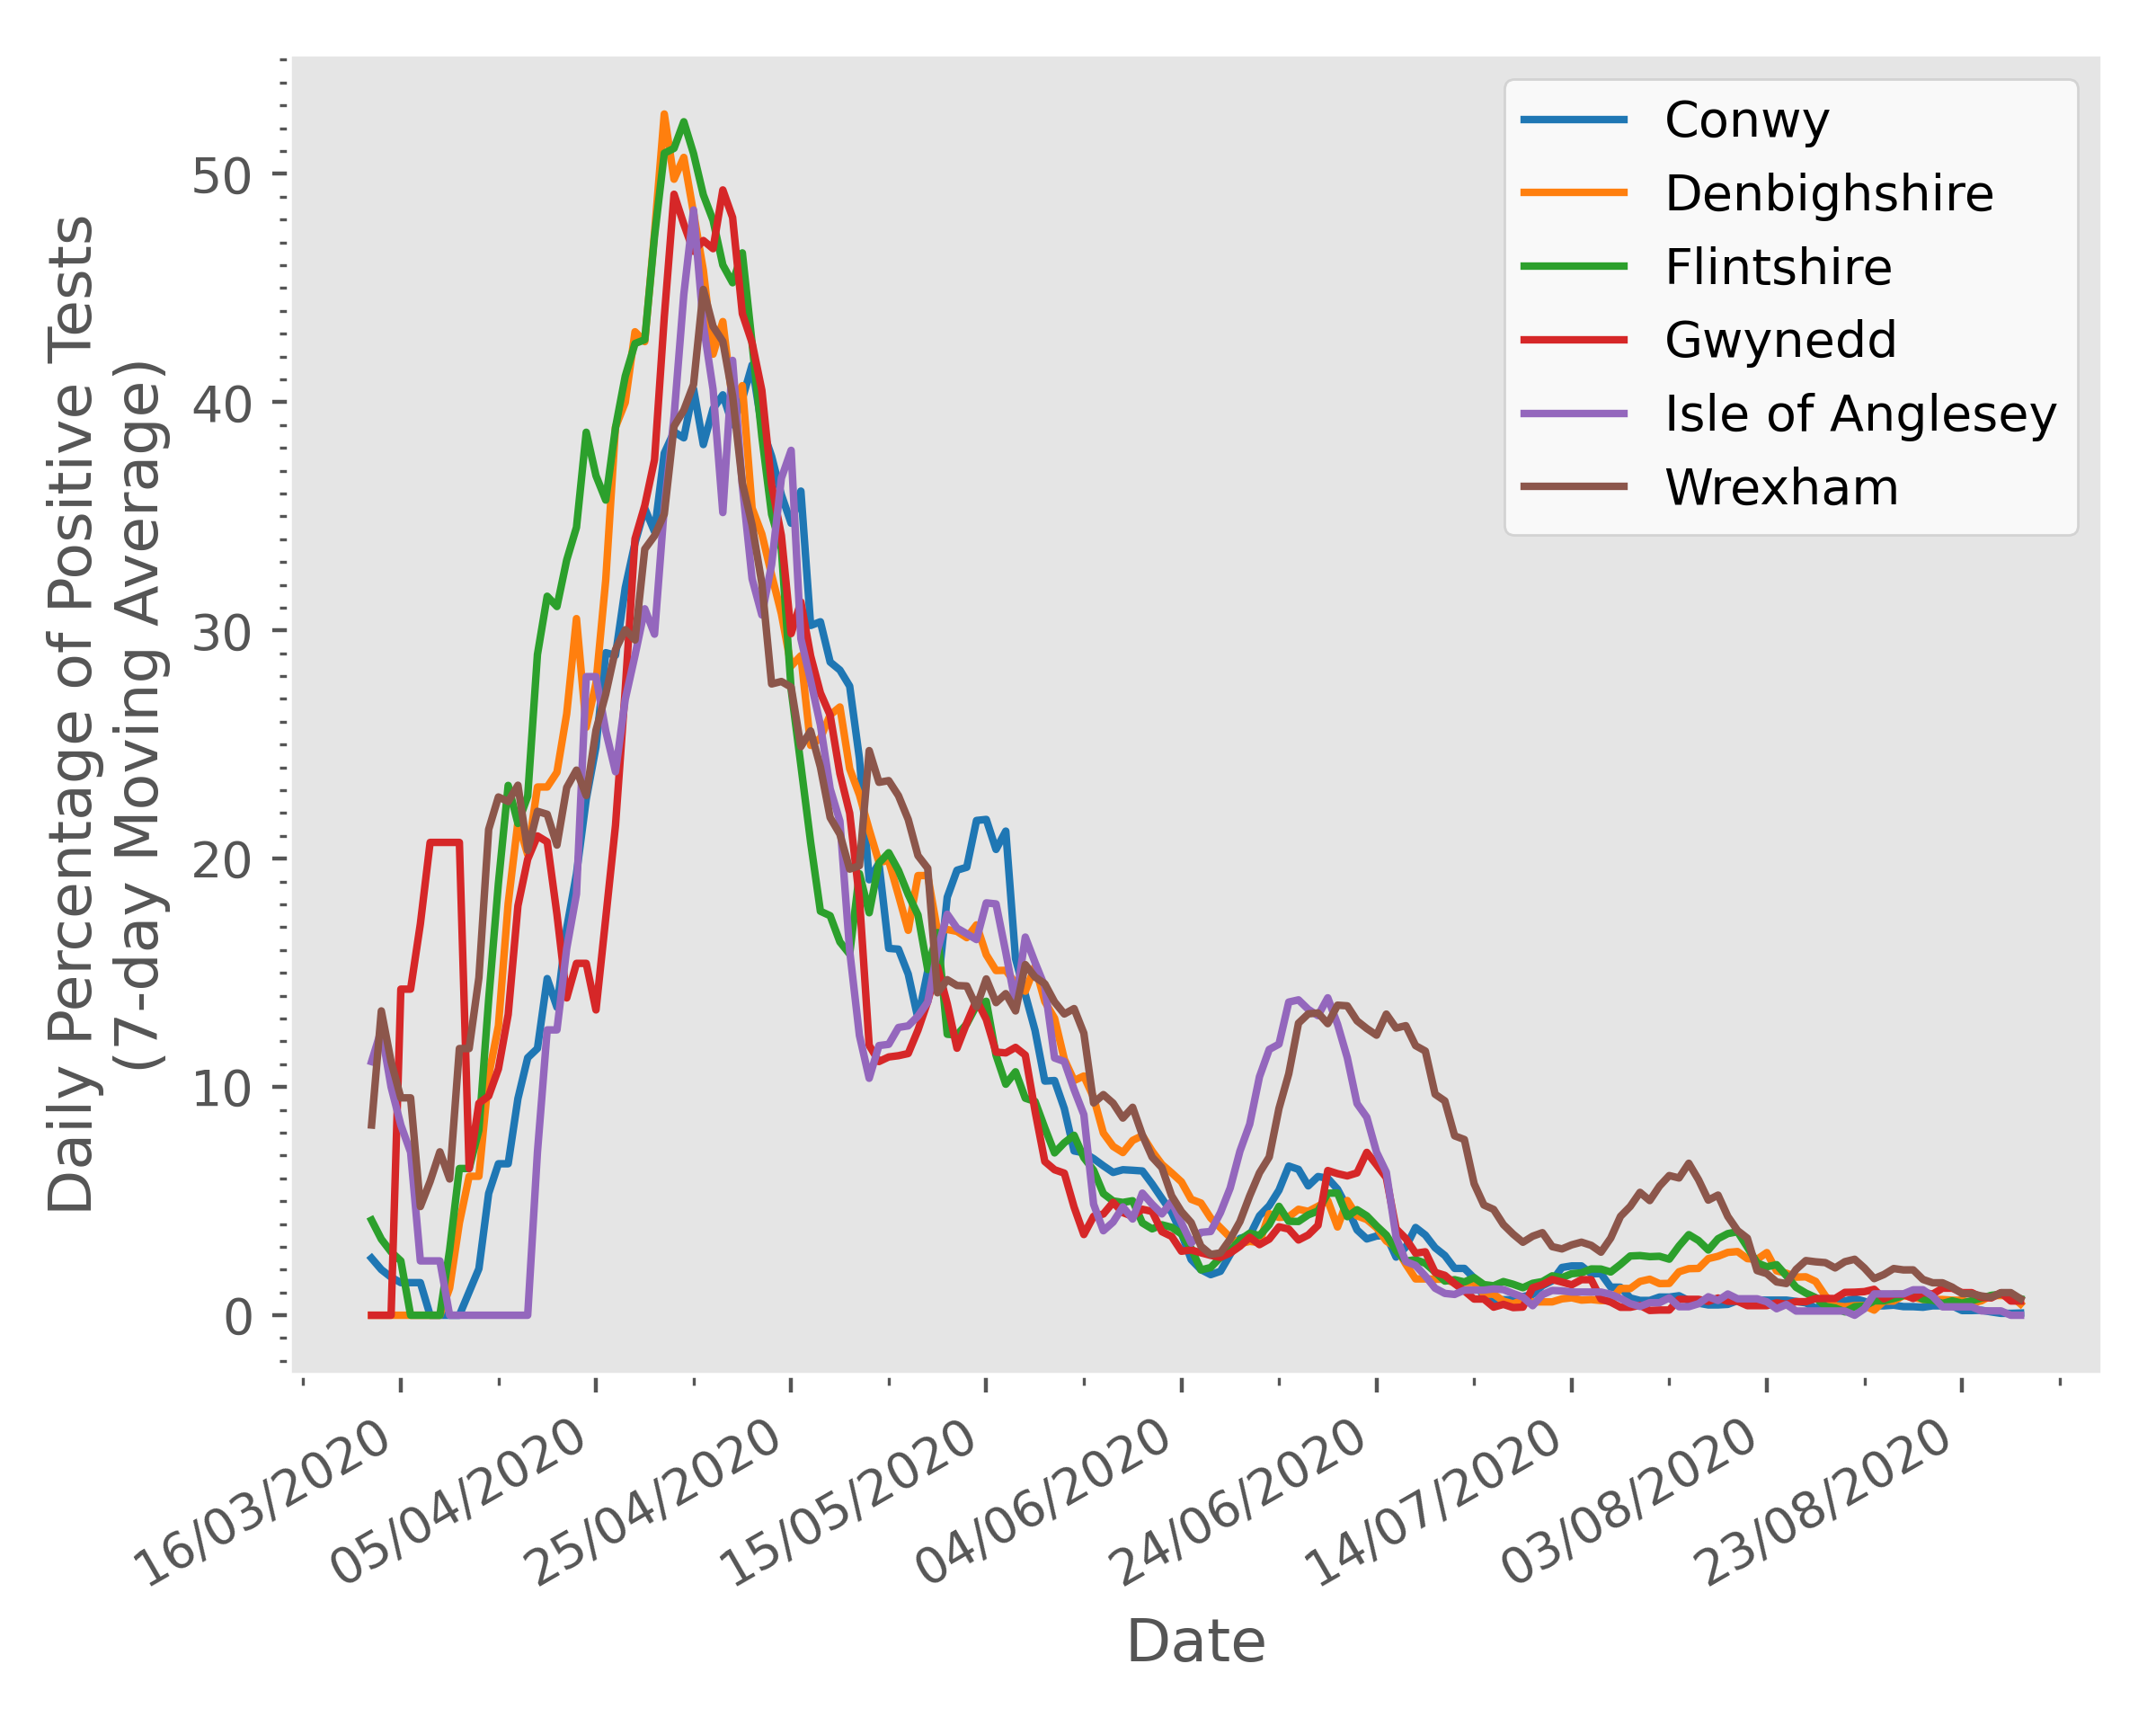 Daily Percentage of Positive Tests
(7-day Moving Average)
50
40
30
20
10
0
Conwy
Denbighshire
Flintshire
Gwynedd
Isle of Anglesey
Wrexham
16/03/2020
05/04/2020
25/04/2020
15/05/2020
04/06/2020
24/06/2020
14/07/2020
03/08/2020
23/08/2020
Date